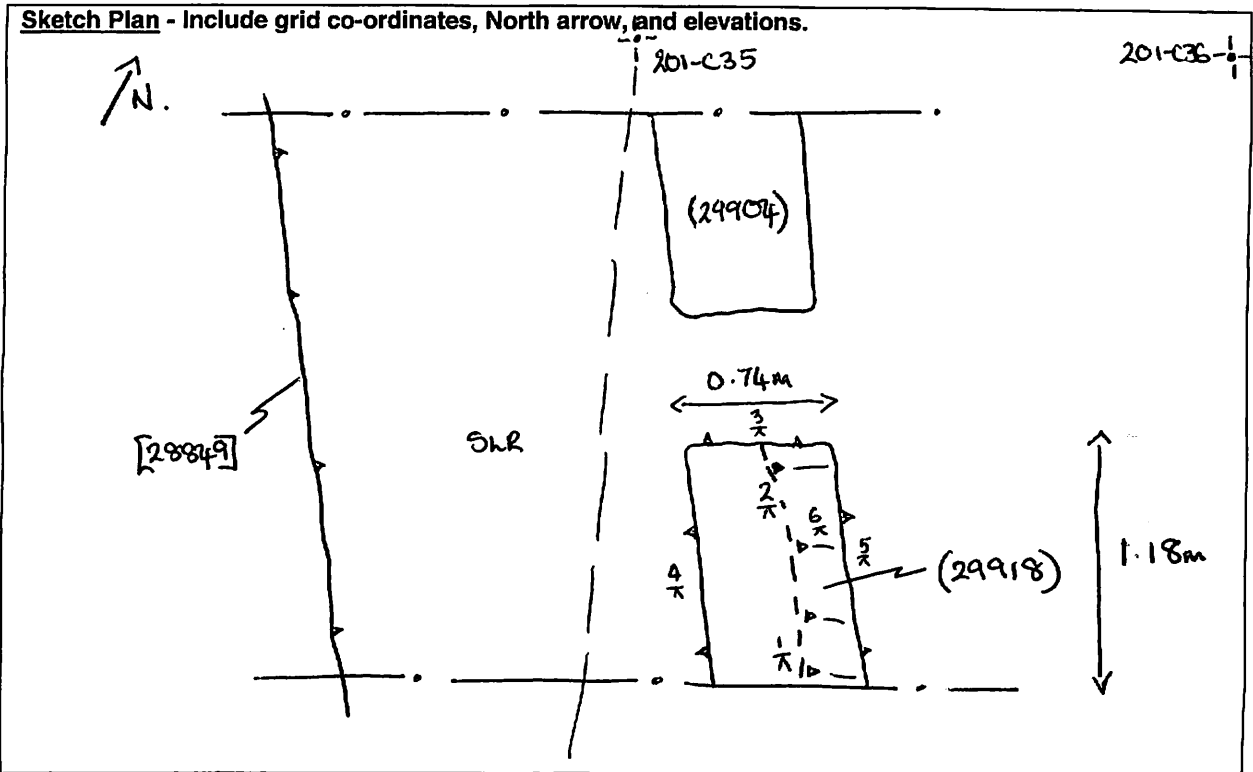 Sketch Plan - Include grid co-ordinates, North arrow, and elevations.
201-C35
201-C36
N.
(29904)
0.74m
[28849]
SLR
3
2
6
5
4
1
(29918)
1.18m